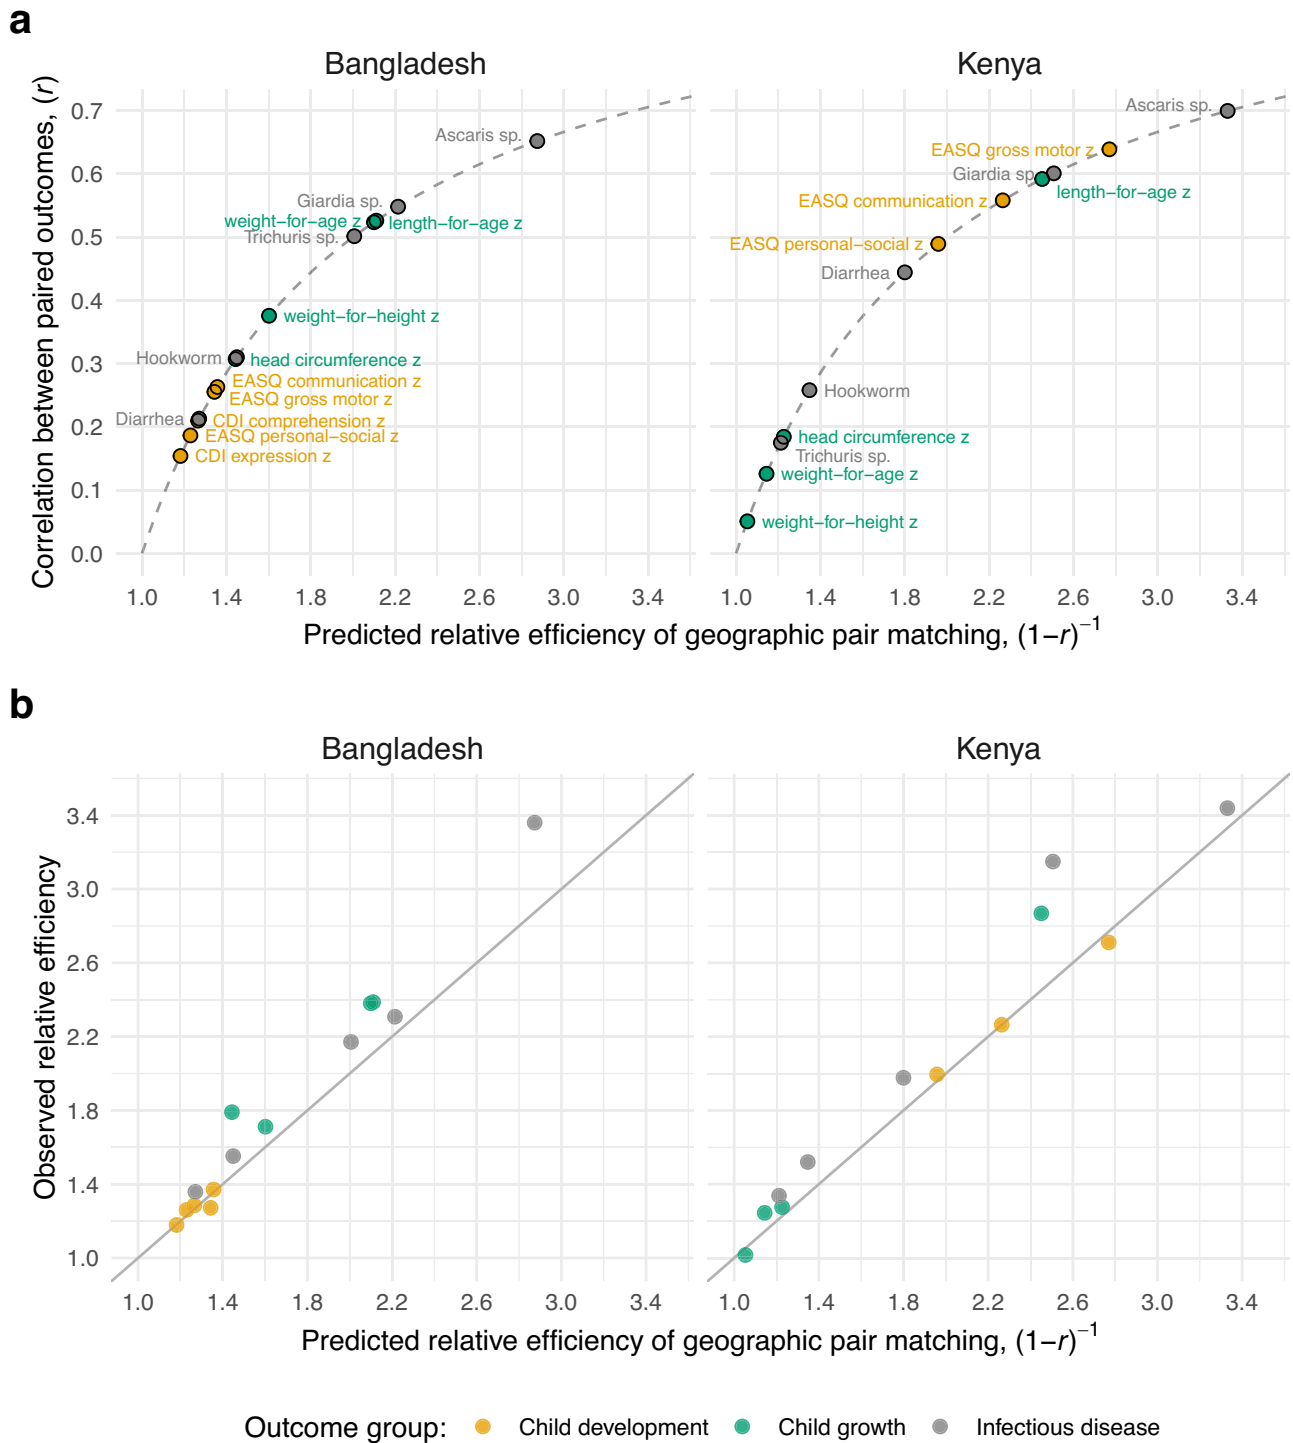 a
Bangladesh
Kenya
Correlation between paired outcomes, (r)
0.7
0.6
0.5
0.4
0.3
0.2
0.1
0.0
Ascaris sp.
Giardia sp.
weight−for−age z
length−for−age z
Trichuris sp.
weight−for−height z
Hookworm
head circumference z
EASQ communication z
EASQ gross motor z
Diarrhea
CDI comprehension z
EASQ personal−social z
CDI expression z
Ascaris sp.
EASQ gross motor z
Giardia sp.
length−for−age z
EASQ communication z
EASQ personal−social z
Diarrhea
Hookworm
head circumference z
Trichuris sp.
weight−for−age z
weight−for−height z
1.0 1.4 1.8 2.2 2.6 3.0 3.4
1.0 1.4 1.8 2.2 2.6 3.0 3.4
Predicted relative efficiency of geographic pair matching, (1−r)⁻¹
b
Bangladesh
Kenya
Observed relative efficiency
3.4
3.0
2.6
2.2
1.8
1.4
1.0
1.0 1.4 1.8 2.2 2.6 3.0 3.4
1.0 1.4 1.8 2.2 2.6 3.0 3.4
Predicted relative efficiency of geographic pair matching, (1−r)⁻¹
Outcome group: Child development Child growth Infectious disease